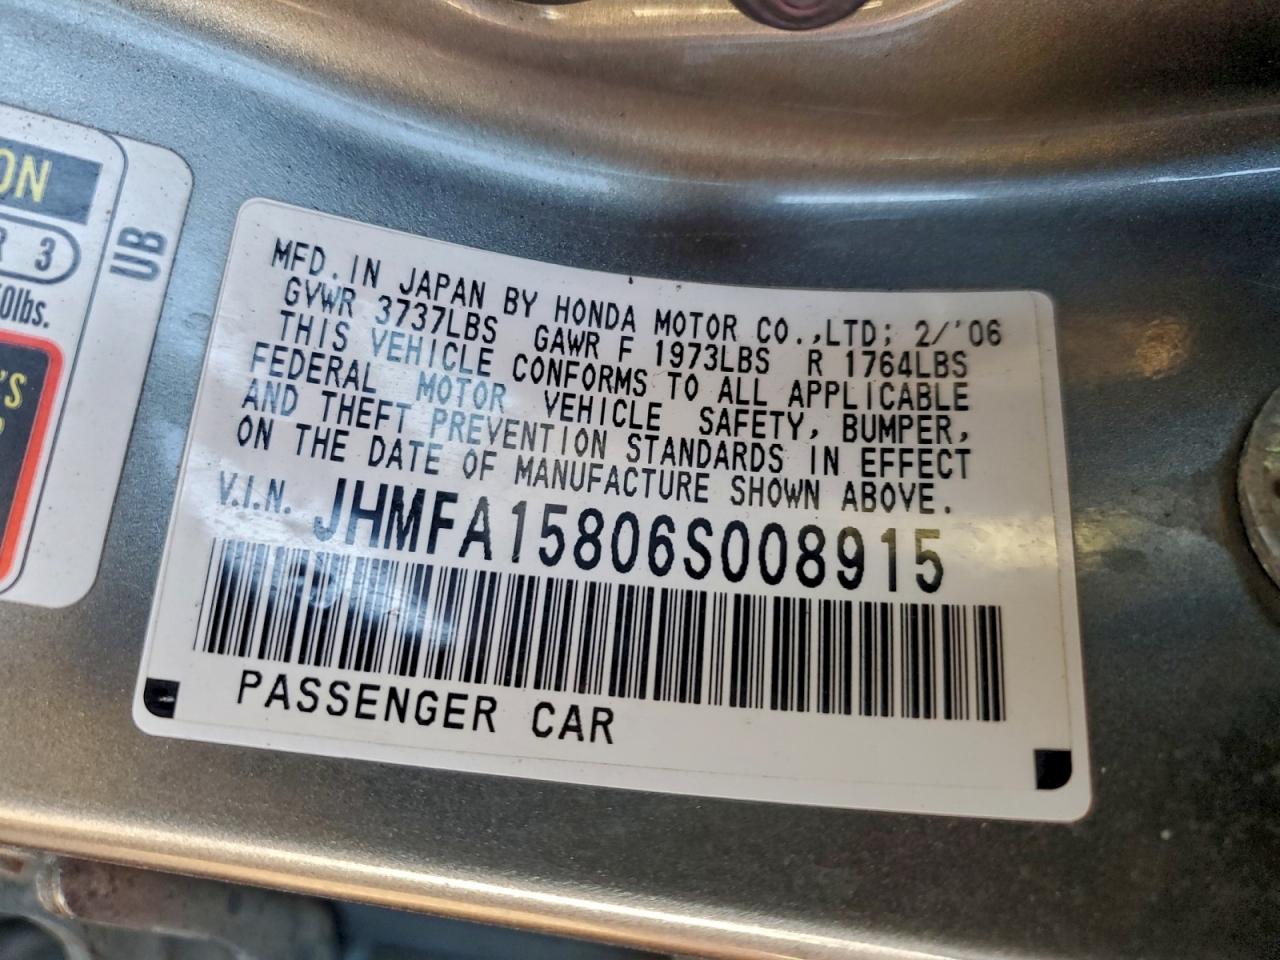 ON
R 3
0lbs.
'S
UB
MFD. IN JAPAN BY HONDA MOTOR CO.,LTD; 2/'06
GVWR 3737LBS GAWR F 1973LBS R 1764LBS
THIS VEHICLE CONFORMS TO ALL APPLICABLE
FEDERAL MOTOR VEHICLE SAFETY, BUMPER,
AND THEFT PREVENTION STANDARDS IN EFFECT
ON THE DATE OF MANUFACTURE SHOWN ABOVE.
V.I.N. JHMFA15806S008915
PASSENGER CAR